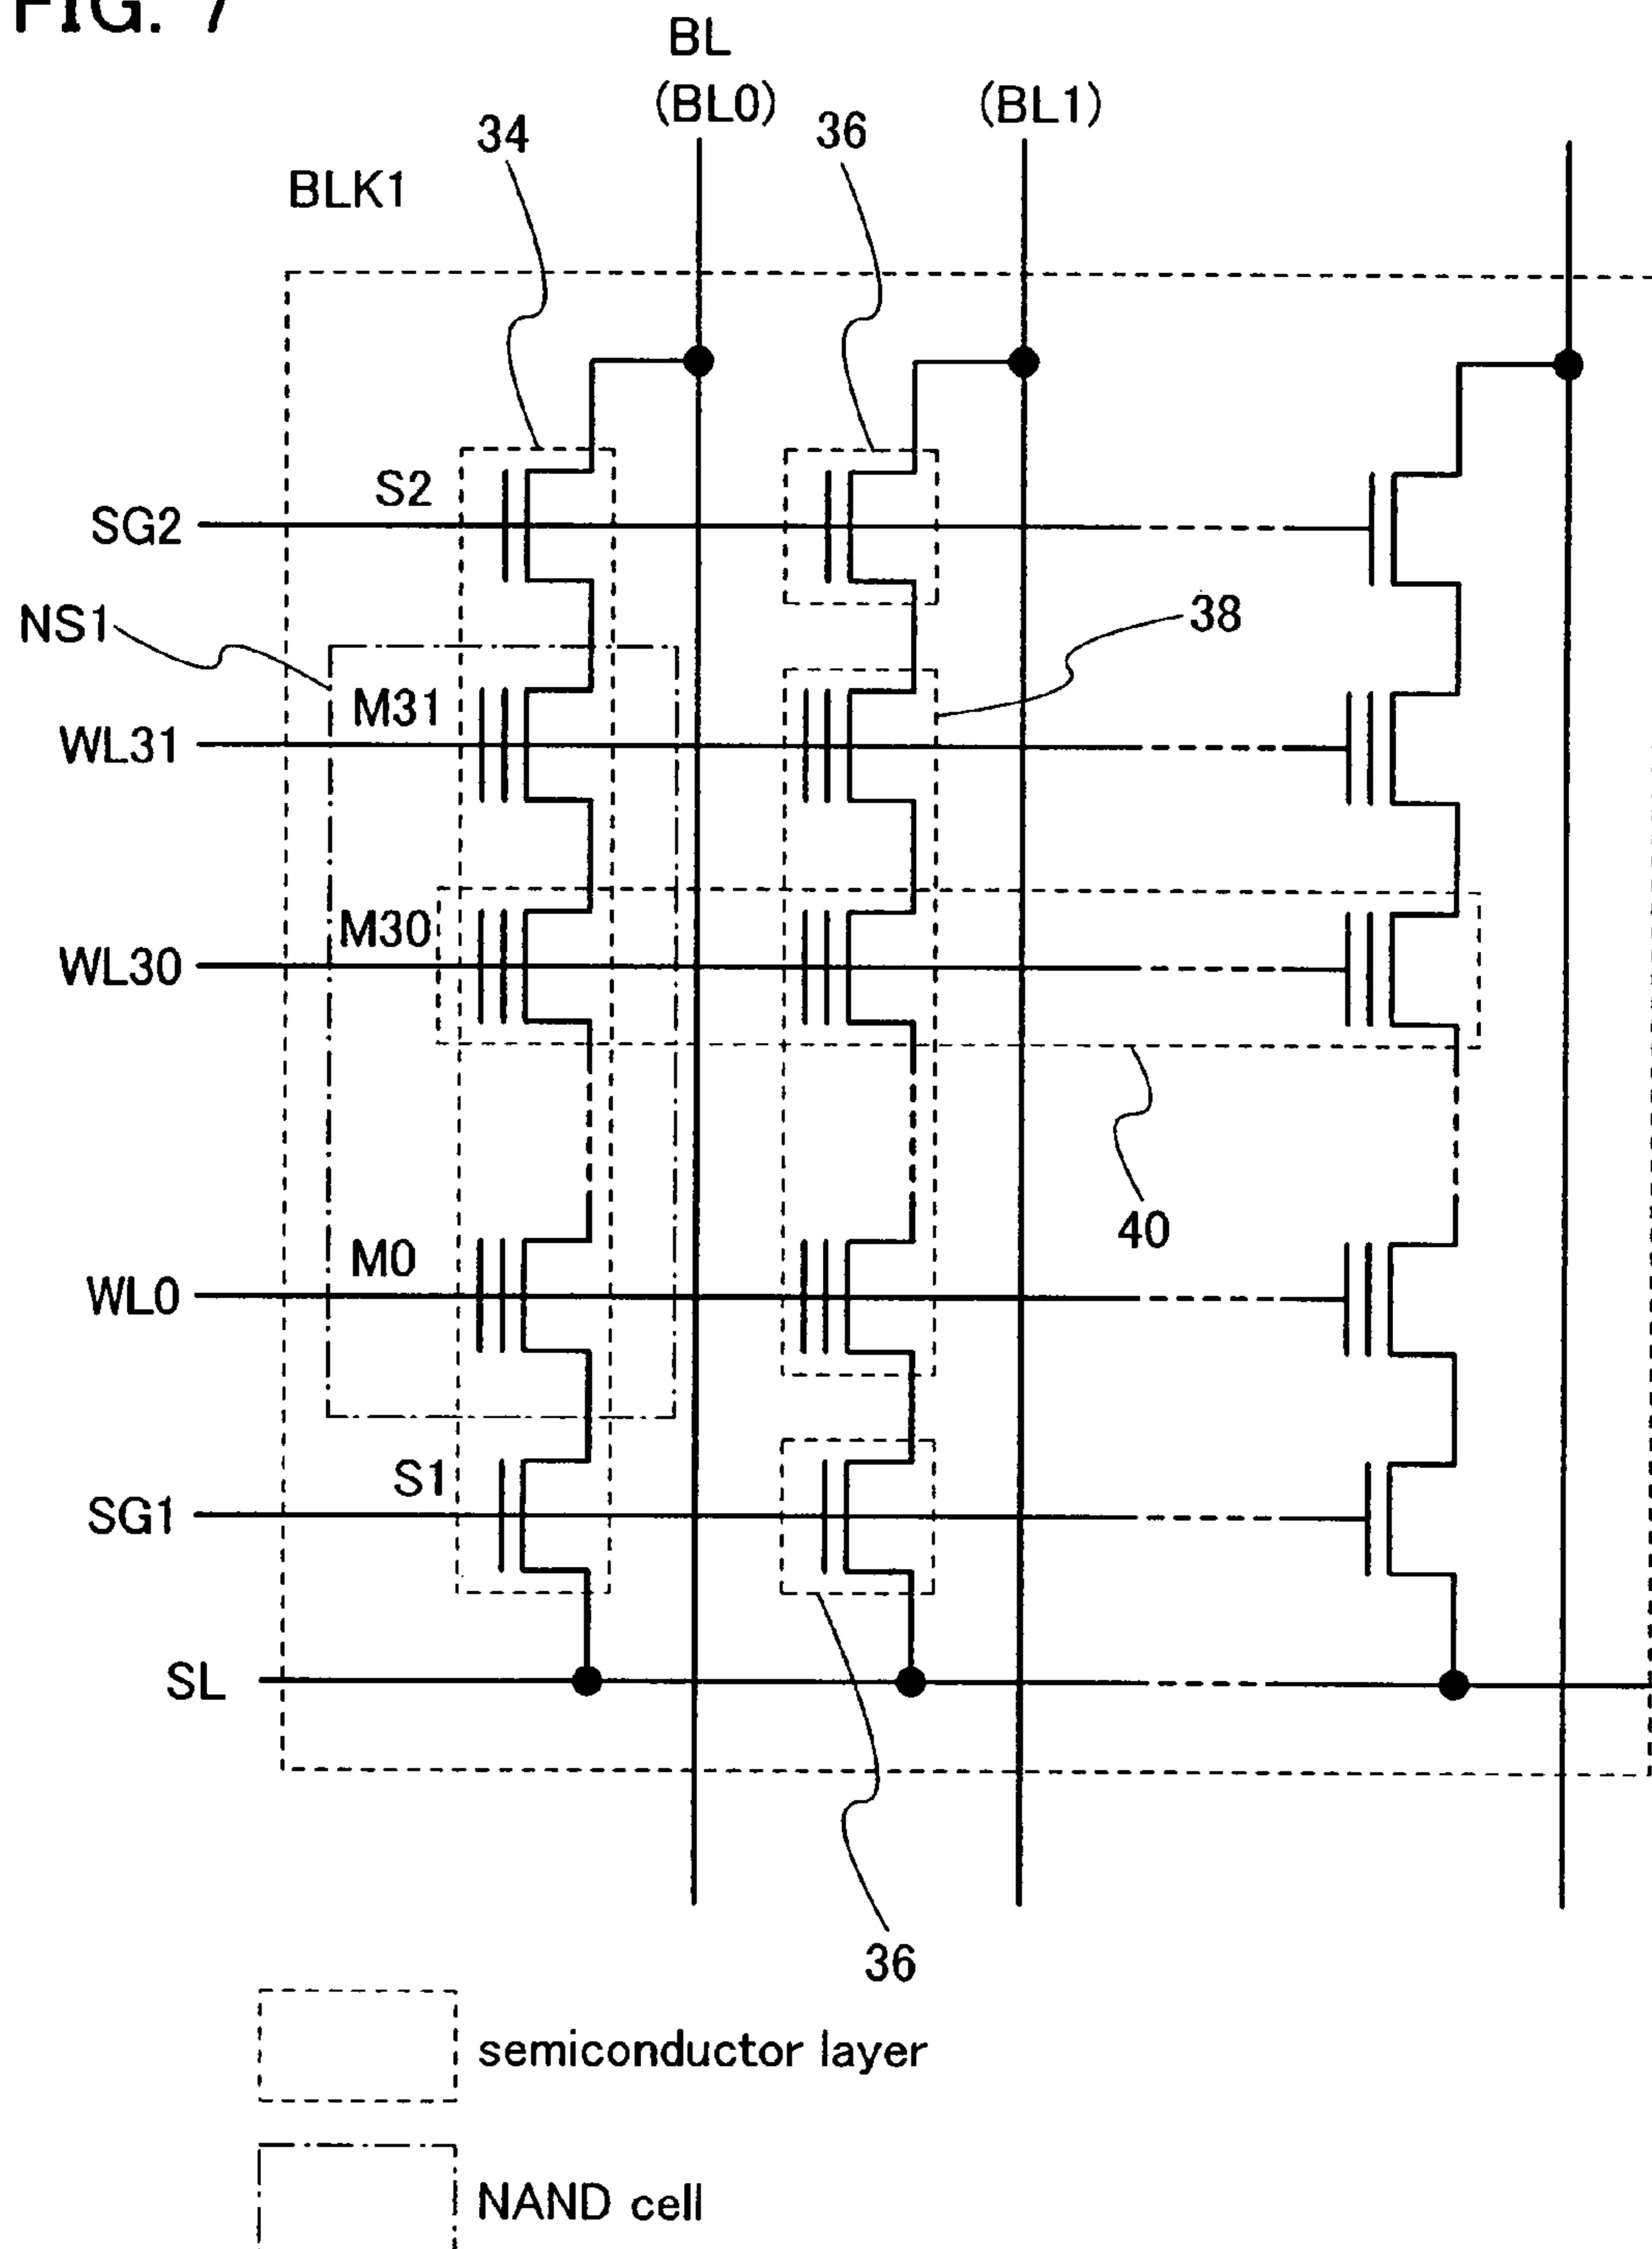 FIG. 7
BL
(BL0)
(BL1)
34
36
BLK1
S2
SG2
NS1
38
M31
WL31
M30
WL30
40
M0
WL0
S1
SG1
SL
36
semiconductor layer
NAND cell